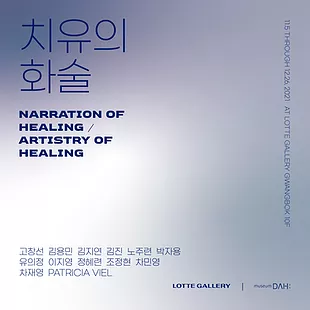 치유의
화술
NARRATION OF
HEALING /
ARTISTRY OF
HEALING
11.5 THROUGH 12.26, 2021 AT LOTTE GALLERY GWANGBOK 10F
고창선 김용민 김지연 김진 노주련 박자용
유의정 이지영 정혜련 조정현 차민영
차재영 PATRICIA VIEL
LOTTE GALLERY | museum DAH: